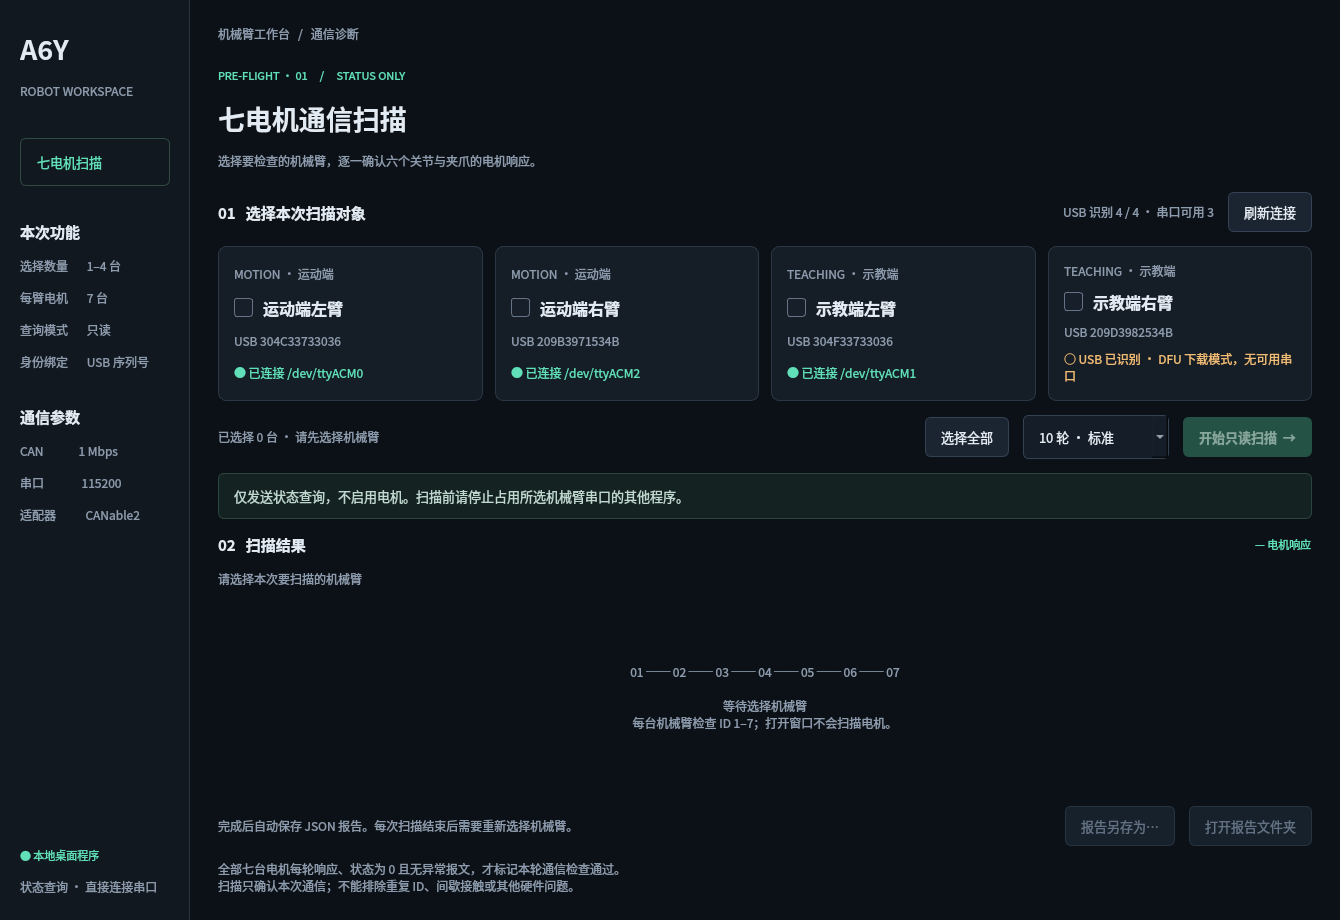 A6Y
ROBOT WORKSPACE
七电机扫描
本次功能
选择数量 1–4 台
每臂电机 7 台
查询模式 只读
身份绑定 USB 序列号
通信参数
CAN 1 Mbps
串口 115200
适配器 CANable2
本地桌面程序
状态查询 · 直接连接串口
机械臂工作台 / 通信诊断
PRE-FLIGHT · 01 / STATUS ONLY
七电机通信扫描
选择要检查的机械臂，逐一确认六个关节与夹爪的电机响应。
01 选择本次扫描对象
USB 识别 4 / 4 · 串口可用 3
刷新连接
MOTION · 运动端
运动端左臂
USB 304C33733036
已连接 /dev/ttyACM0
MOTION · 运动端
运动端右臂
USB 209B3971534B
已连接 /dev/ttyACM2
TEACHING · 示教端
示教端左臂
USB 304F33733036
已连接 /dev/ttyACM1
TEACHING · 示教端
示教端右臂
USB 209D3982534B
USB 已识别 · DFU 下载模式，无可用串
口
已选择 0 台 · 请先选择机械臂
选择全部
10 轮 · 标准
开始只读扫描 →
仅发送状态查询，不启用电机。扫描前请停止占用所选机械臂串口的其他程序。
02 扫描结果
— 电机响应
请选择本次要扫描的机械臂
01 —— 02 —— 03 —— 04 —— 05 —— 06 —— 07
等待选择机械臂
每台机械臂检查 ID 1–7；打开窗口不会扫描电机。
完成后自动保存 JSON 报告。每次扫描结束后需要重新选择机械臂。
报告另存为…
打开报告文件夹
全部七台电机每轮响应、状态为 0 且无异常报文，才标记本轮通信检查通过。
扫描只确认本次通信；不能排除重复 ID、间歇接触或其他硬件问题。